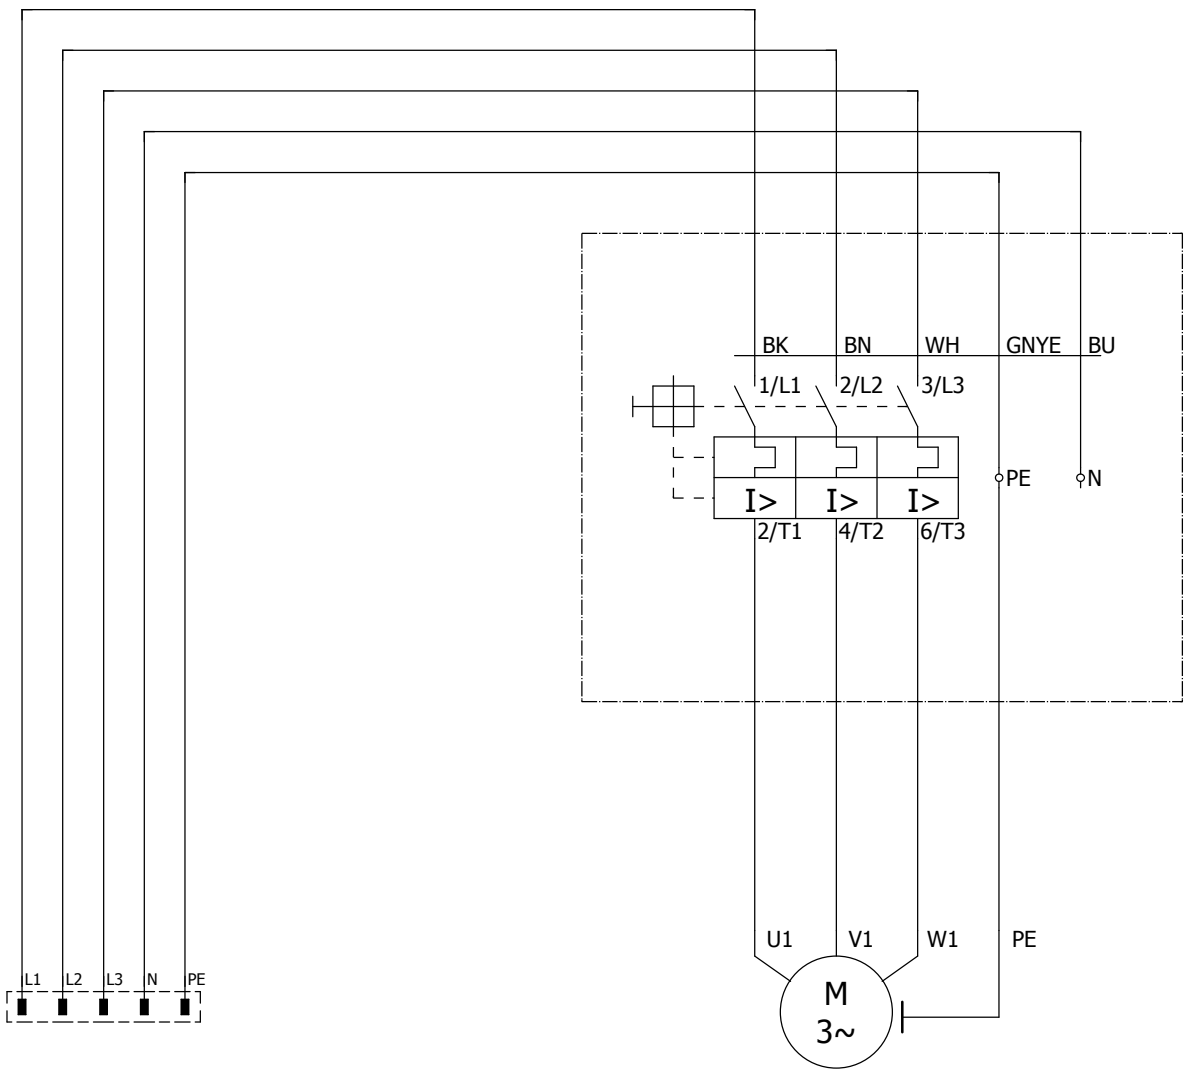 BK BN WH GNYE BU
1/L1 2/L2 3/L3
PE N
I> I> I>
2/T1 4/T2 6/T3
U1 V1 W1 PE
L1 L2 L3 N PE
M
3~